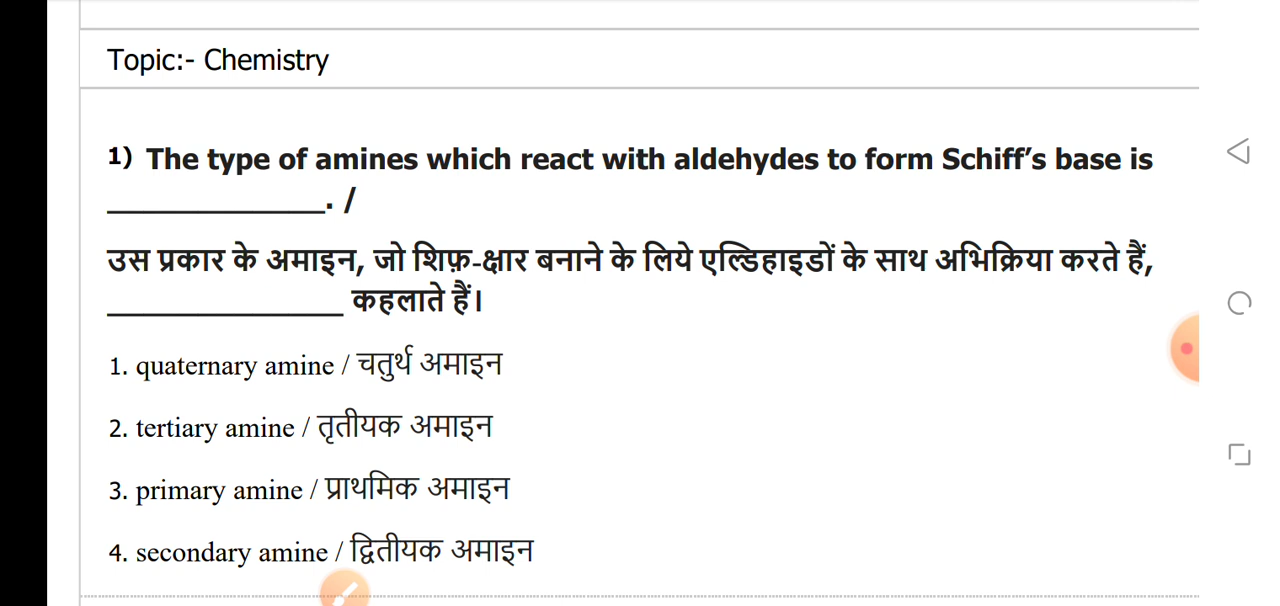 Topic:- Chemistry
1) The type of amines which react with aldehydes to form Schiff’s base is
______________. /
उस प्रकार के अमाइन, जो शिफ़-क्षार बनाने के लिये एल्डिहाइडों के साथ अभिक्रिया करते हैं,
_______________ कहलाते हैं।
1. quaternary amine / चतुर्थ अमाइन
2. tertiary amine / तृतीयक अमाइन
3. primary amine / प्राथमिक अमाइन
4. secondary amine / द्वितीयक अमाइन